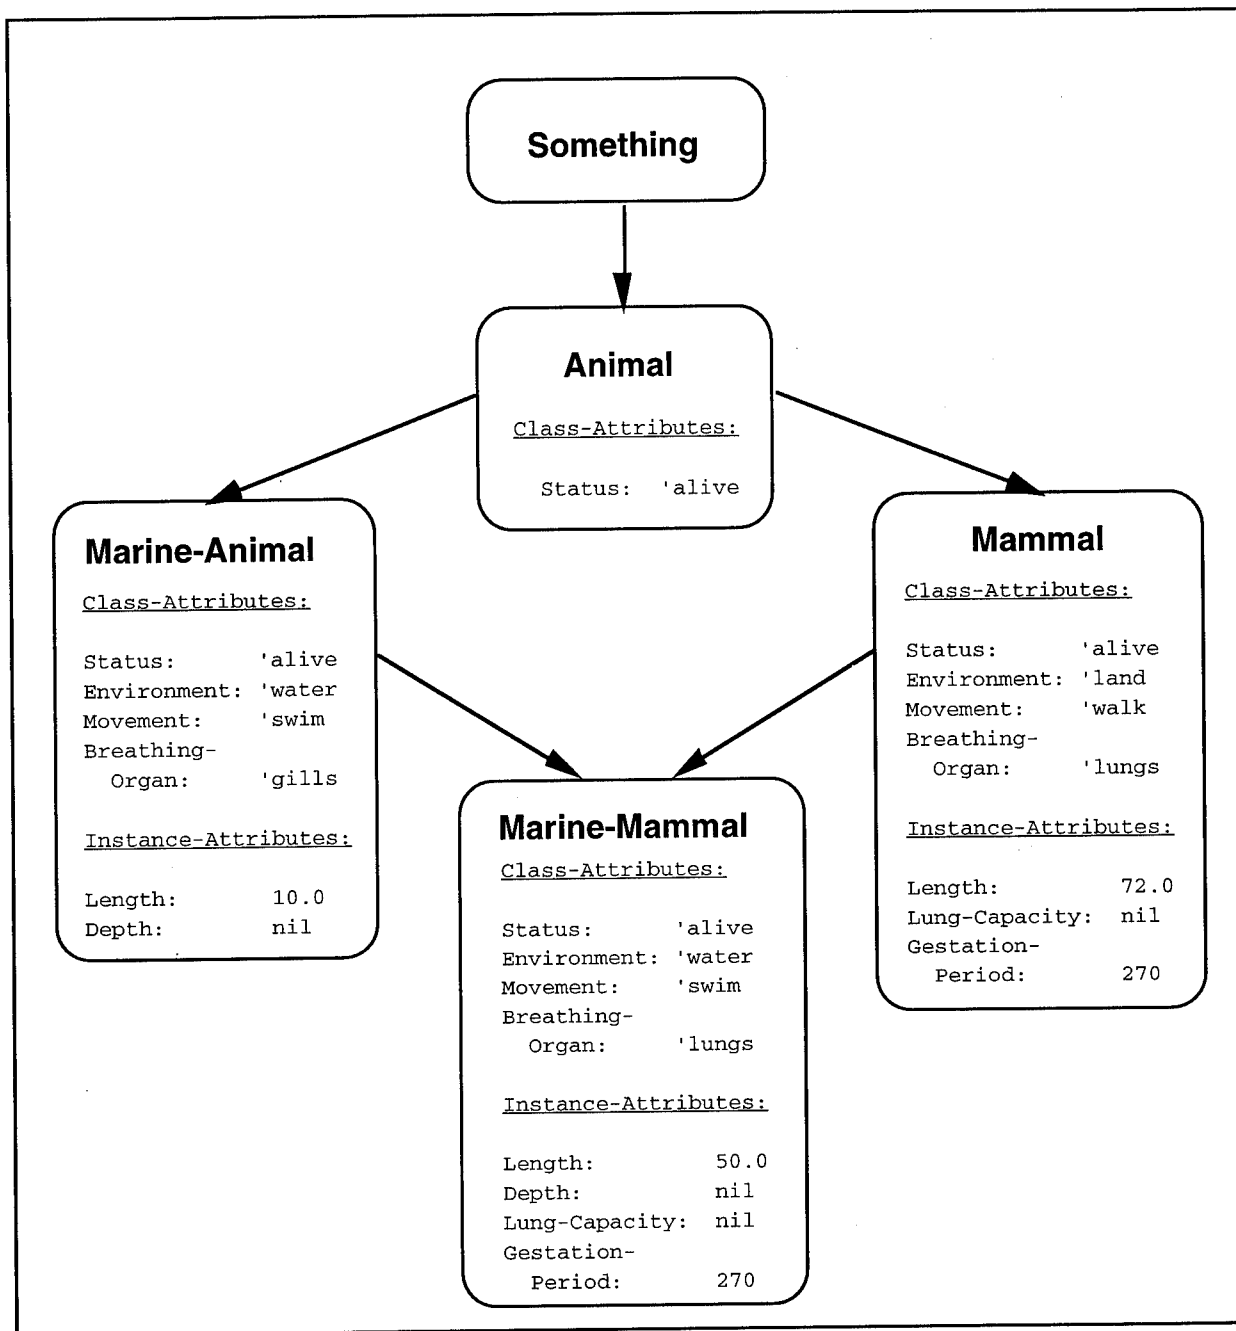 Something
Animal
Class-Attributes:
Status: 'alive
Marine-Animal
Class-Attributes:
Status: 'alive
Environment: 'water
Movement: 'swim
Breathing-
Organ: 'gills
Instance-Attributes:
Length: 10.0
Depth: nil
Mammal
Class-Attributes:
Status: 'alive
Environment: 'land
Movement: 'walk
Breathing-
Organ: 'lungs
Instance-Attributes:
Length: 72.0
Lung-Capacity: nil
Gestation-
Period: 270
Marine-Mammal
Class-Attributes:
Status: 'alive
Environment: 'water
Movement: 'swim
Breathing-
Organ: 'lungs
Instance-Attributes:
Length: 50.0
Depth: nil
Lung-Capacity: nil
Gestation-
Period: 270